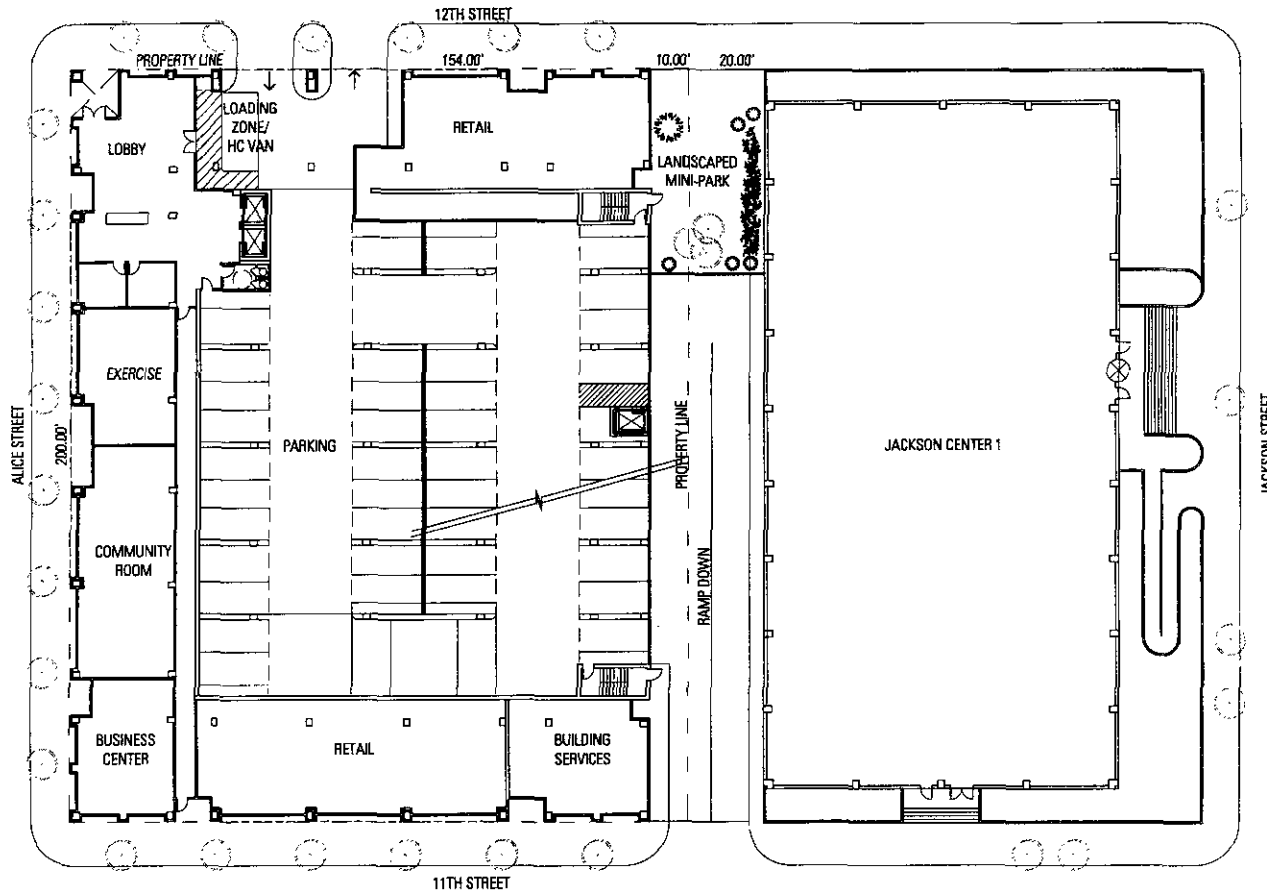 12TH STREET
PROPERTY LINE
154.00'
10.00'
20.00'
LOADING
ZONE/
HC VAN
LOBBY
RETAIL
LANDSCAPED
MINI-PARK
EXERCISE
ALICE STREET
200.00'
PARKING
PROPERTY LINE
JACKSON CENTER 1
JACKSON STREET
COMMUNITY
ROOM
RAMP DOWN
BUSINESS
CENTER
RETAIL
BUILDING
SERVICES
11TH STREET